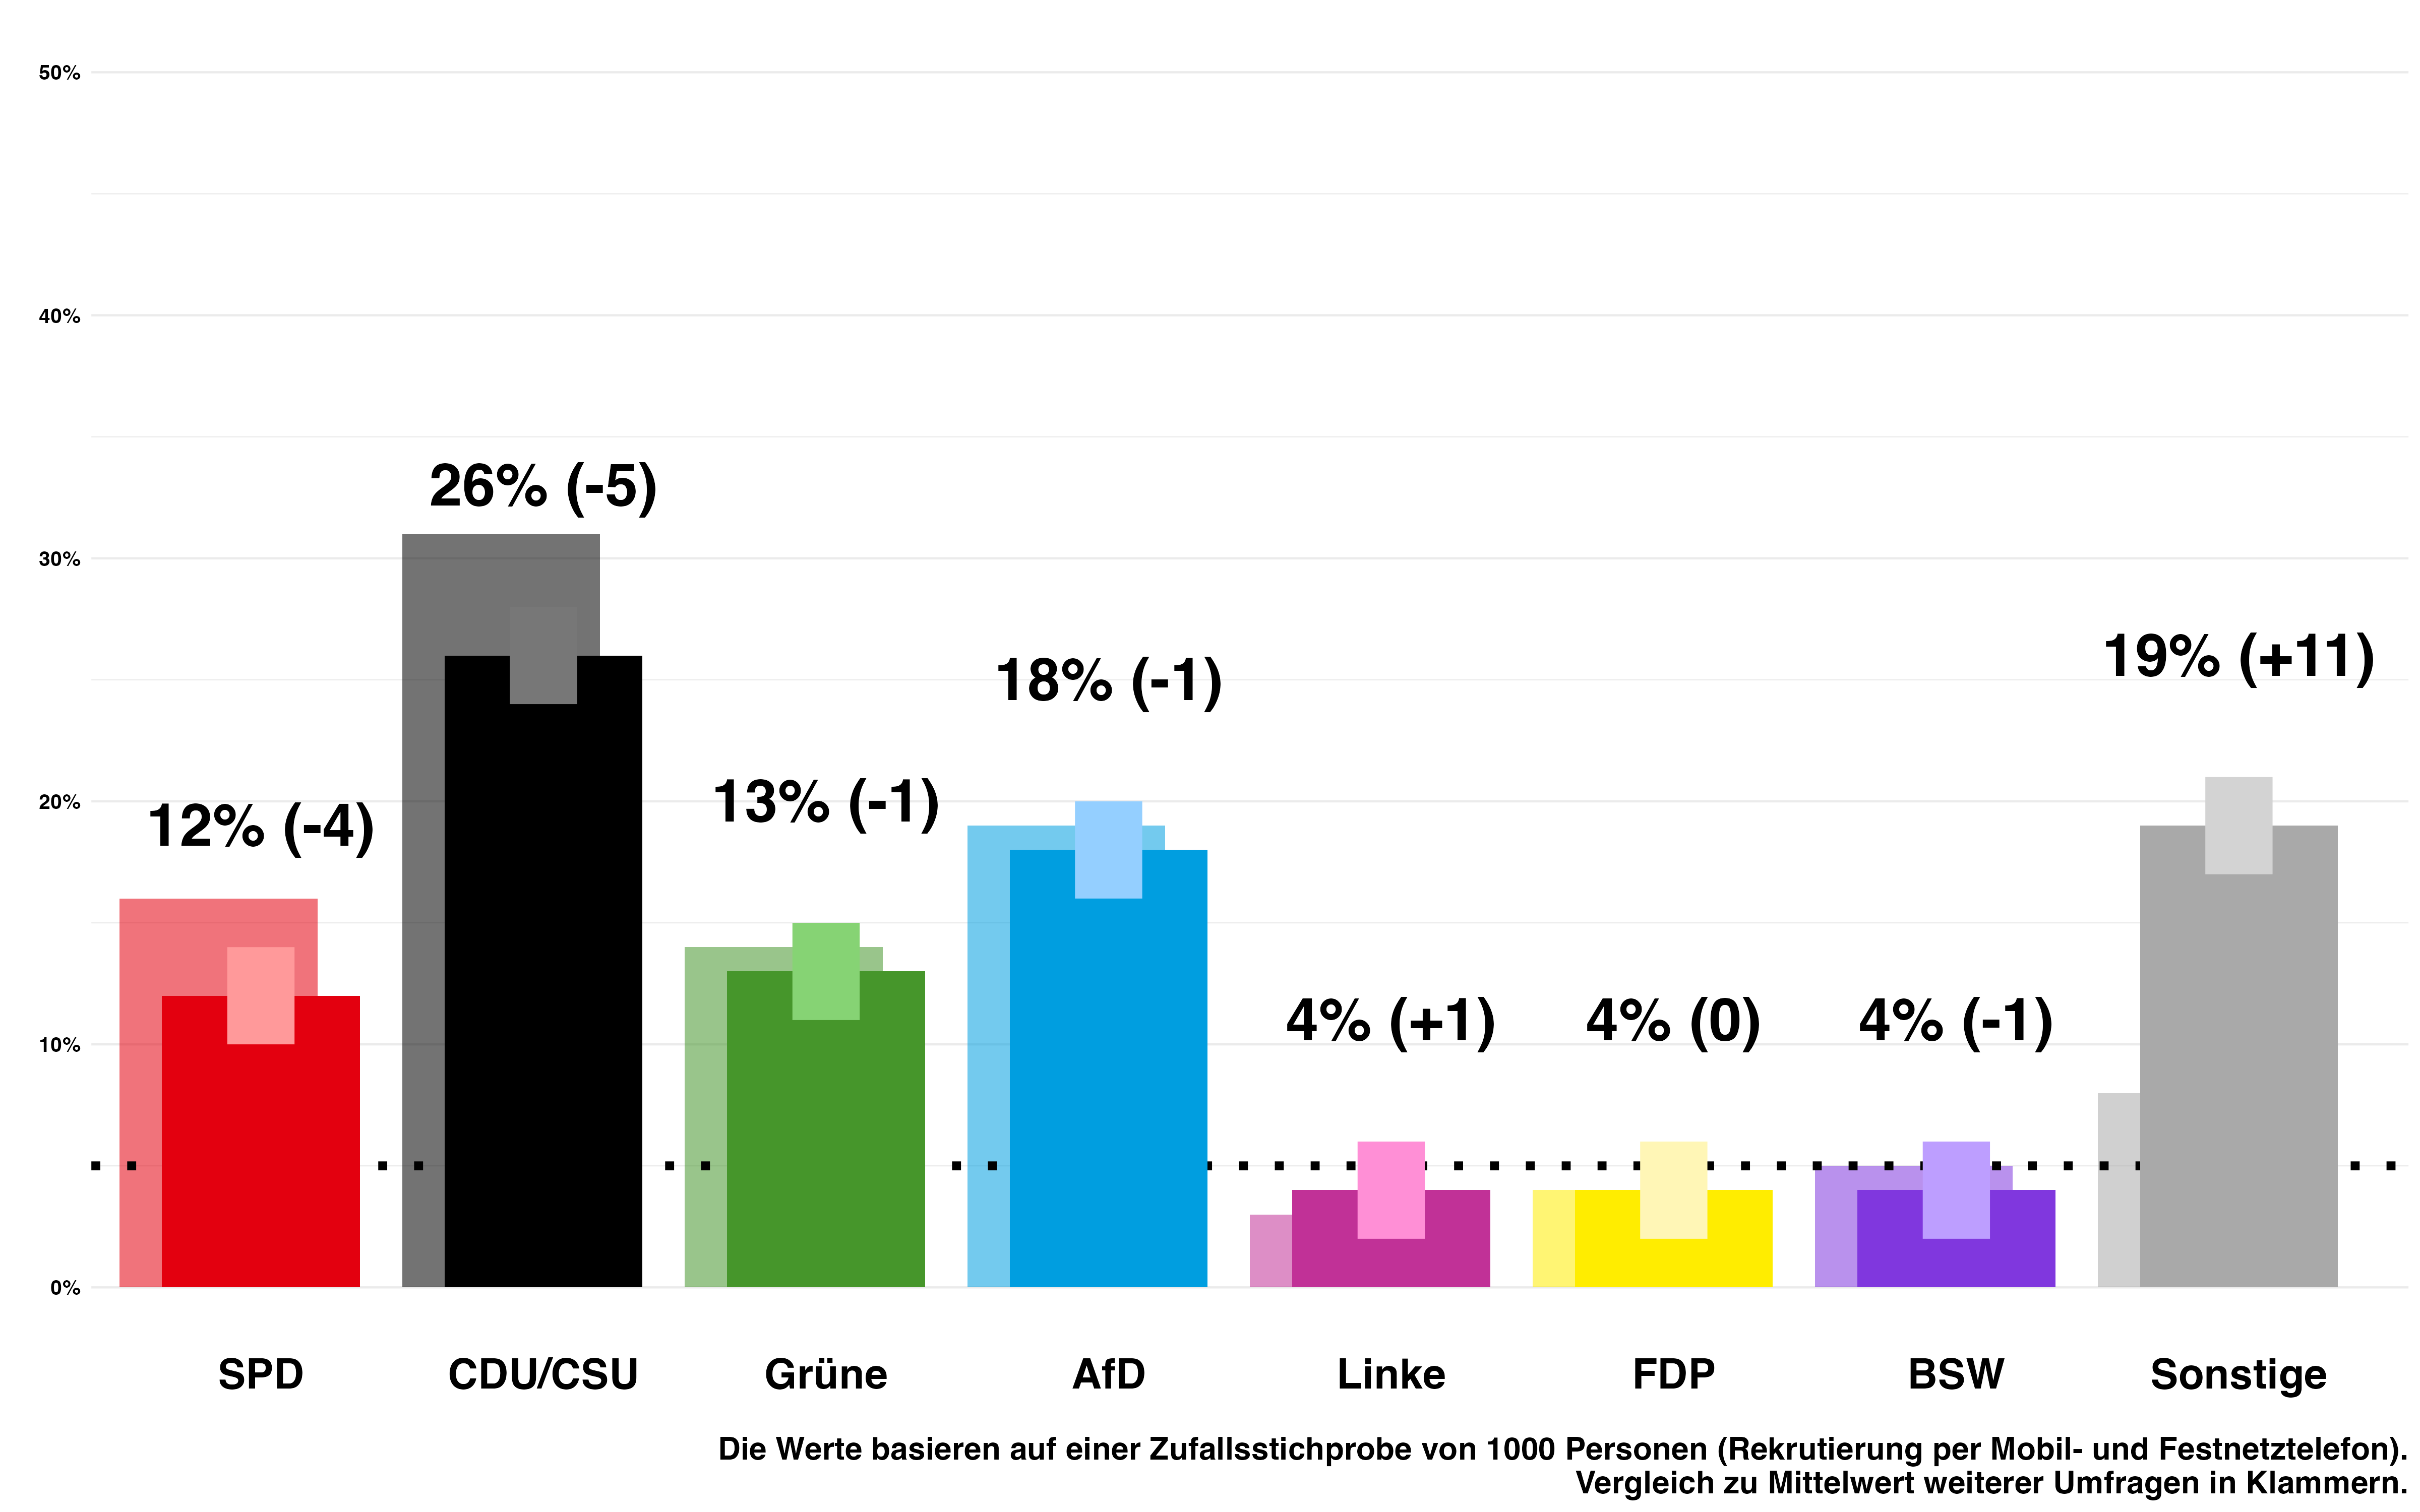 50%
40%
30%
20%
10%
0%
12% (-4)
26% (-5)
13% (-1)
18% (-1)
4% (+1)
4% (0)
4% (-1)
19% (+11)
SPD
CDU/CSU
Grüne
AfD
Linke
FDP
BSW
Sonstige
Die Werte basieren auf einer Zufallsstichprobe von 1000 Personen (Rekrutierung per Mobil- und Festnetztelefon).
Vergleich zu Mittelwert weiterer Umfragen in Klammern.